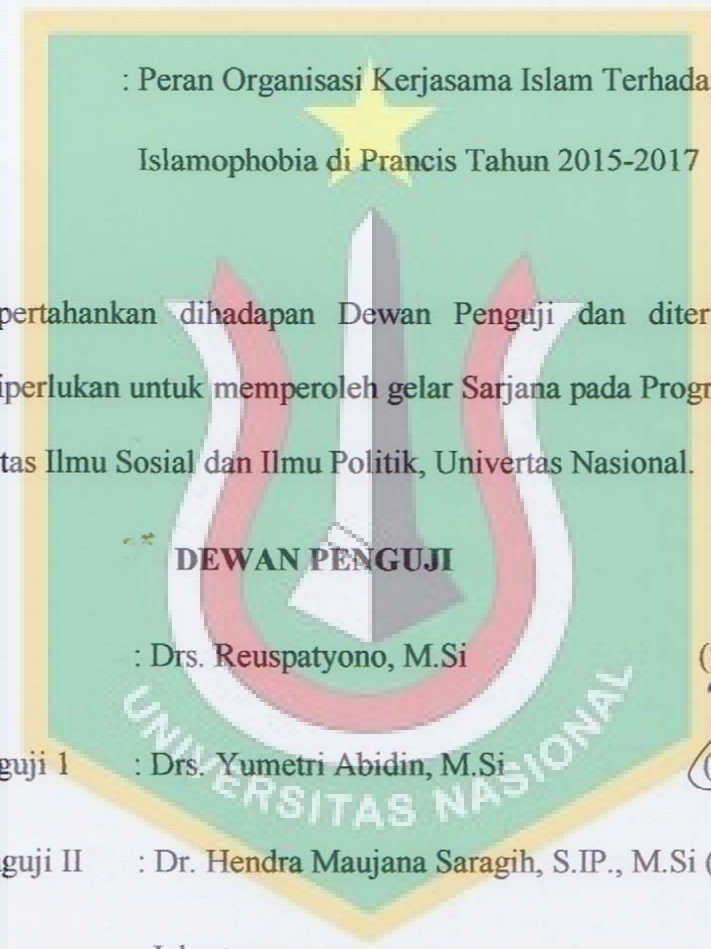 : Peran Organisasi Kerjasama Islam Terhada
Islamophobia di Prancis Tahun 2015-2017
pertahankan dihadapan Dewan Penguji dan diter
iperlukan untuk memperoleh gelar Sarjana pada Progr
tas Ilmu Sosial dan Ilmu Politik, Univertas Nasional.
DEWAN PENGUJI
: Drs. Reuspatyono, M.Si (
guji 1 : Drs. Yumetri Abidin, M.Si (
guji II : Dr. Hendra Maujana Saragih, S.IP., M.Si (
UNIVERSITAS NASIONAL